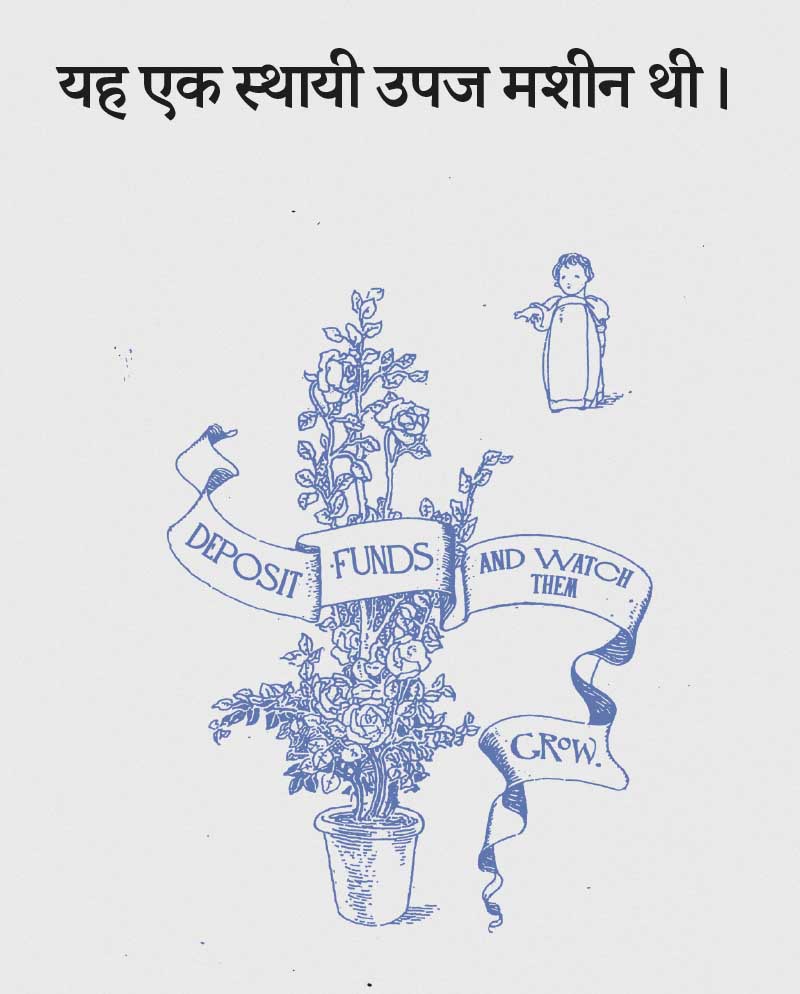 यह एक स्थायी उपज मशीन थी।
DEPOSIT FUNDS AND WATCH
THEM
GROW.